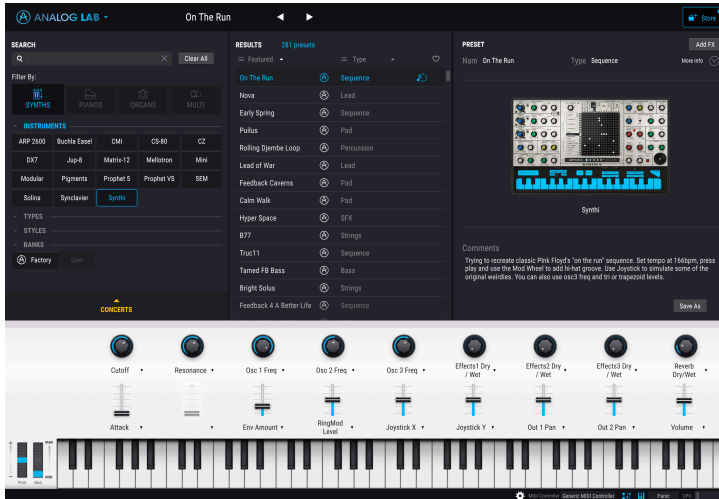 ANALOG LAB
On The Run
Store
SEARCH
Clear All
Filter By:
SYNTHS
PIANOS
ORGANS
MULTI
INSTRUMENTS
ARP 2600 Buchla Easel CMI CS-80 CZ
DX7 Jup-8 Matrix-12 Mellotron Mini
Modular Pigments Prophet 5 Prophet VS SEM
Solina Synclavier Synthi
TYPES
STYLES
BANKS
Factory User
CONCERTS
RESULTS 281 presets
Featured Type
On The Run Sequence
Nova Lead
Early Spring Sequence
Puilus Pad
Rolling Djembe Loop Percussion
Lead of War Lead
Feedback Caverns Pad
Calm Walk Pad
Hyper Space SFX
B77 Strings
Truc11 Sequence
Tamed FB Bass Bass
Bright Solus Strings
Feedback 4 A Better Life Sequence
PRESET
Add FX
Name On The Run Type Sequence More info
Synthi
Comments
Trying to recreate classic Pink Floyd's "on the run" sequence. Set tempo at 166bpm, press
play and use the Mod Wheel to add hi-hat groove. Use Joystick to simulate some of the
original weirdies. You can also use osc3 freq and tri or trapezoid levels.
Save As
Cutoff
Resonance
Osc 1 Freq
Osc 2 Freq
Osc 3 Freq
Effects1 Dry
/ Wet
Effects2 Dry
/ Wet
Effects3 Dry
/ Wet
Reverb
Dry/Wet
Attack
Env Amount
RingMod
Level
Joystick X
Joystick Y
Out 1 Pan
Out 2 Pan
Volume
+
max
-
min
Pitch Mod
MIDI Controller Generic MIDI Controller
Panic
CPU